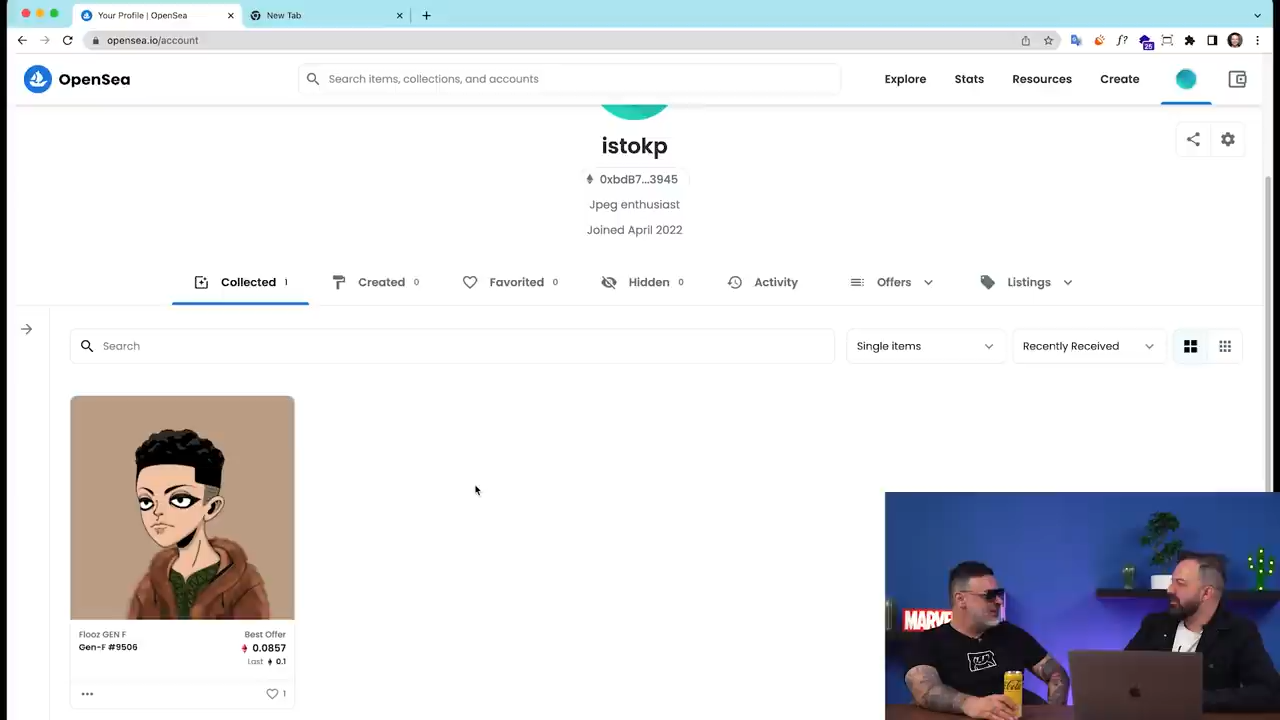 Your Profile | OpenSea
New Tab
opensea.io/account
26
OpenSea
Search items, collections, and accounts
Explore
Stats
Resources
Create
istokp
0xbdB7...3945
Jpeg enthusiast
Joined April 2022
Collected 1
Created 0
Favorited 0
Hidden 0
Activity
Offers
Listings
Search
Single items
Recently Received
Flooz GEN F
Best Offer
Gen-F #9506
0.0857
Last 0.1
1
MARVEL